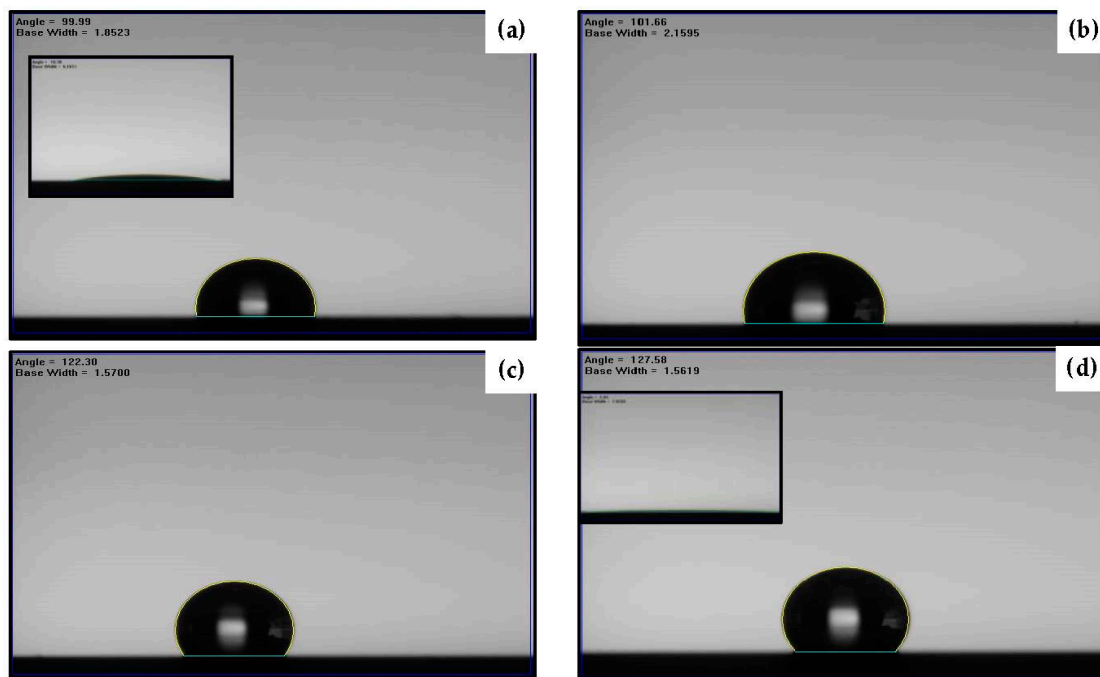 Angle = 99.99
Base Width = 1.8523
(a)
Angle = 101.66
Base Width = 2.1595
(b)
Angle = 122.30
Base Width = 1.5700
(c)
Angle = 127.58
Base Width = 1.5619
(d)